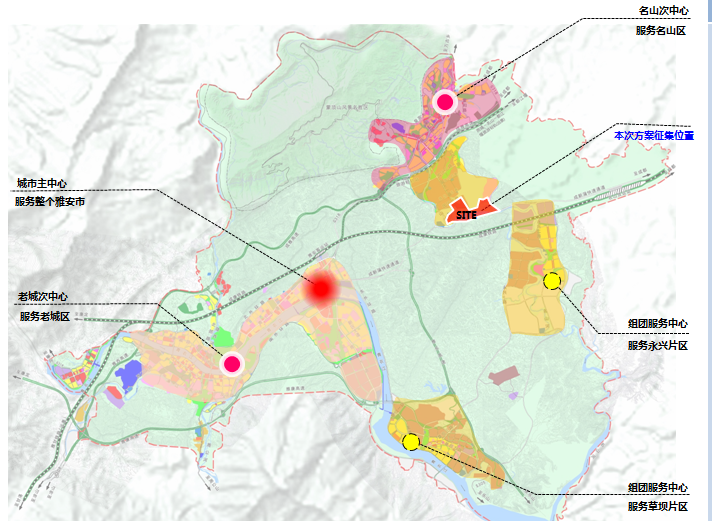 名山次中心
服务名山区
本次方案征集位置
城市主中心
服务整个雅安市
SITE
老城次中心
服务老城区
组团服务中心
服务永兴片区
组团服务中心
服务草坝片区